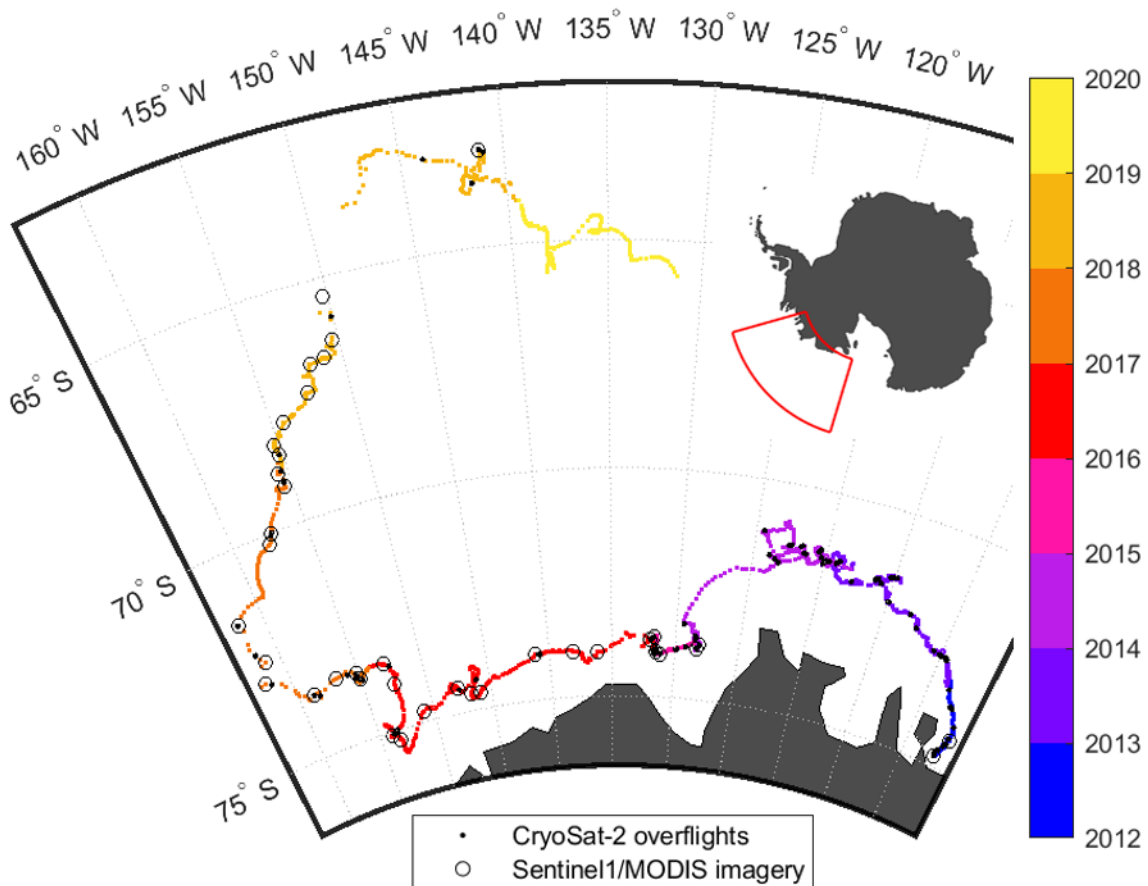 160° W
155° W
150° W
145° W
140° W
135° W
130° W
125° W
120° W
65° S
70° S
75° S
2020
2019
2018
2017
2016
2015
2014
2013
2012
CryoSat-2 overflights
Sentinel1/MODIS imagery